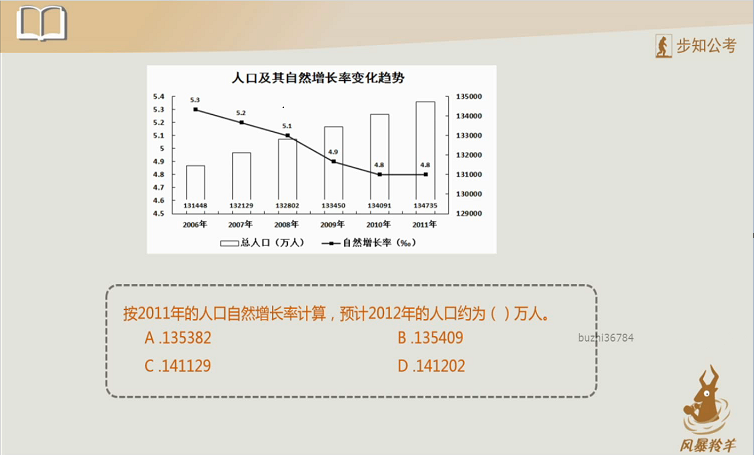 步知公考
人口及其自然增长率变化趋势
5.4
5.3
5.2
5.1
5
4.9
4.8
4.7
4.6
4.5
5.3
5.2
5.1
4.9
4.8
4.8
135000
134000
133000
132000
131000
130000
129000
131448 132129 132802 133450 134091 134735
2006年 2007年 2008年 2009年 2010年 2011年
总人口（万人） 自然增长率（‰）
按2011年的人口自然增长率计算，预计2012年的人口约为（ ）万人。
A .135382 B .135409
buzhi36784
C .141129 D .141202
风暴羚羊